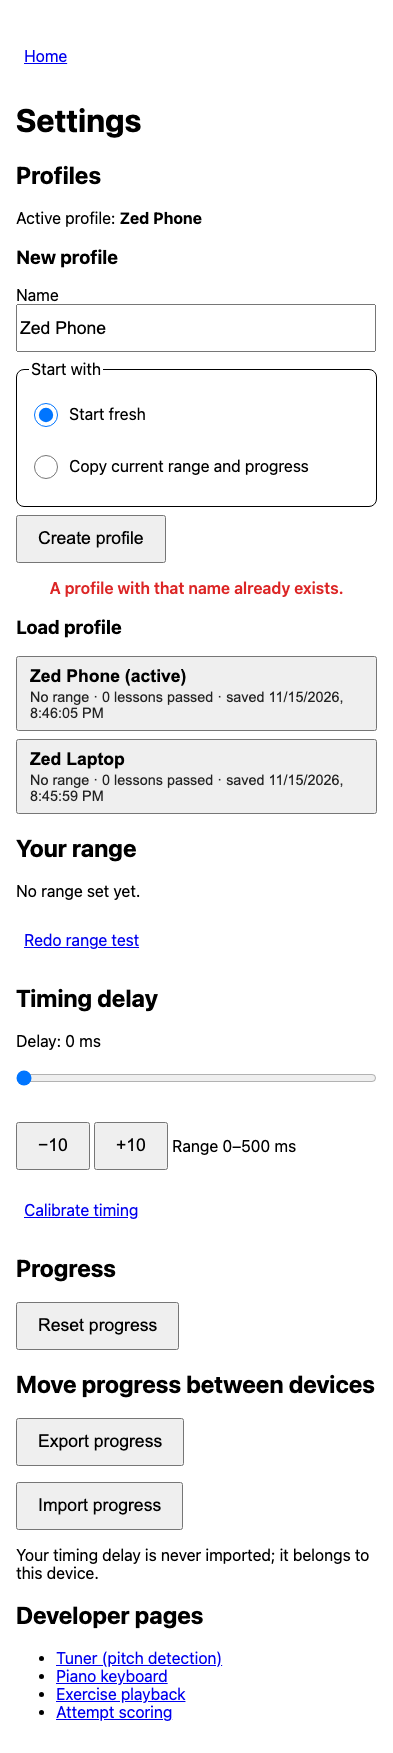 Home
Settings
Profiles
Active profile: Zed Phone
New profile
Name
Zed Phone
Start with
Start fresh
Copy current range and progress
Create profile
A profile with that name already exists.
Load profile
Zed Phone (active)
No range · 0 lessons passed · saved 11/15/2026,
8:46:05 PM
Zed Laptop
No range · 0 lessons passed · saved 11/15/2026,
8:45:59 PM
Your range
No range set yet.
Redo range test
Timing delay
Delay: 0 ms
−10 +10 Range 0–500 ms
Calibrate timing
Progress
Reset progress
Move progress between devices
Export progress
Import progress
Your timing delay is never imported; it belongs to
this device.
Developer pages
• Tuner (pitch detection)
• Piano keyboard
• Exercise playback
• Attempt scoring